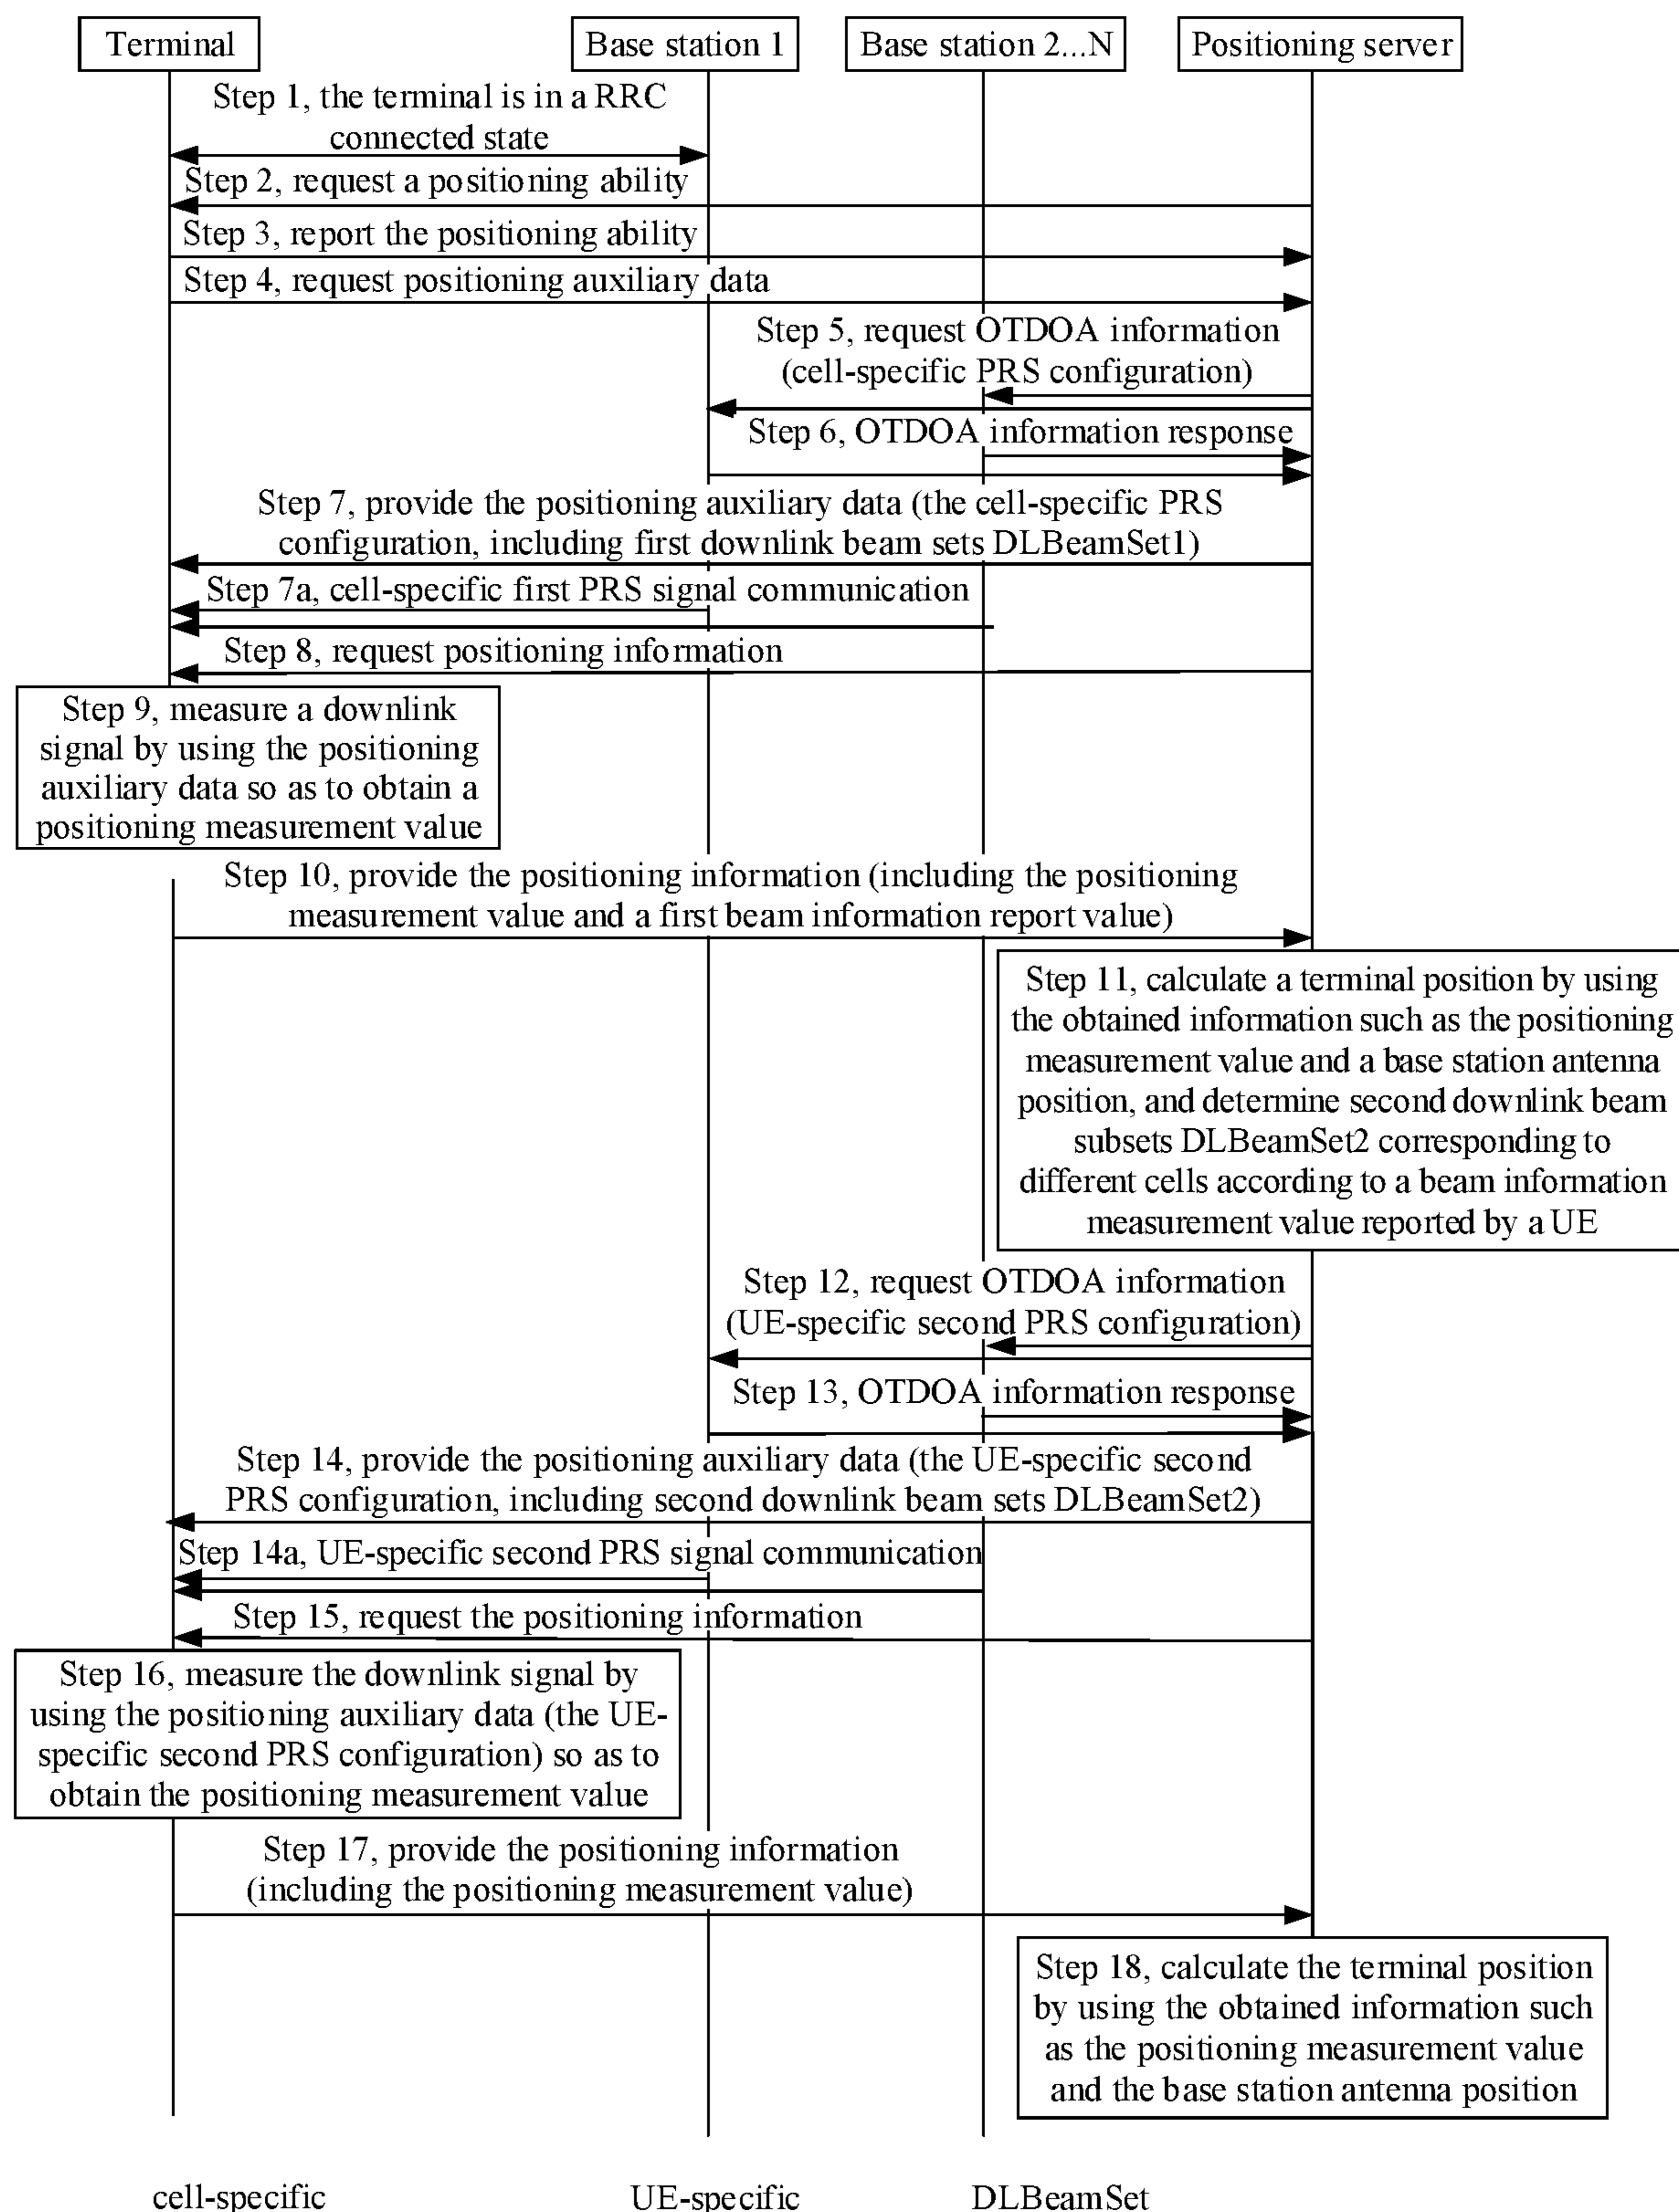 Terminal
Base station 1
Base station 2...N
Positioning server
Step 1, the terminal is in a RRC
connected state
Step 2, request a positioning ability
Step 3, report the positioning ability
Step 4, request positioning auxiliary data
Step 5, request OTDOA information
(cell-specific PRS configuration)
Step 6, OTDOA information response
Step 7, provide the positioning auxiliary data (the cell-specific PRS
configuration, including first downlink beam sets DLBeamSet1)
Step 7a, cell-specific first PRS signal communication
Step 8, request positioning information
Step 9, measure a downlink
signal by using the positioning
auxiliary data so as to obtain a
positioning measurement value
Step 10, provide the positioning information (including the positioning
measurement value and a first beam information report value)
Step 11, calculate a terminal position by using
the obtained information such as the positioning
measurement value and a base station antenna
position, and determine second downlink beam
subsets DLBeamSet2 corresponding to
different cells according to a beam information
measurement value reported by a UE
Step 12, request OTDOA information
(UE-specific second PRS configuration)
Step 13, OTDOA information response
Step 14, provide the positioning auxiliary data (the UE-specific second
PRS configuration, including second downlink beam sets DLBeamSet2)
Step 14a, UE-specific second PRS signal communication
Step 15, request the positioning information
Step 16, measure the downlink signal by
using the positioning auxiliary data (the UE-
specific second PRS configuration) so as to
obtain the positioning measurement value
Step 17, provide the positioning information
(including the positioning measurement value)
Step 18, calculate the terminal position
by using the obtained information such
as the positioning measurement value
and the base station antenna position
cell-specific
UE-specific
DLBeamSet